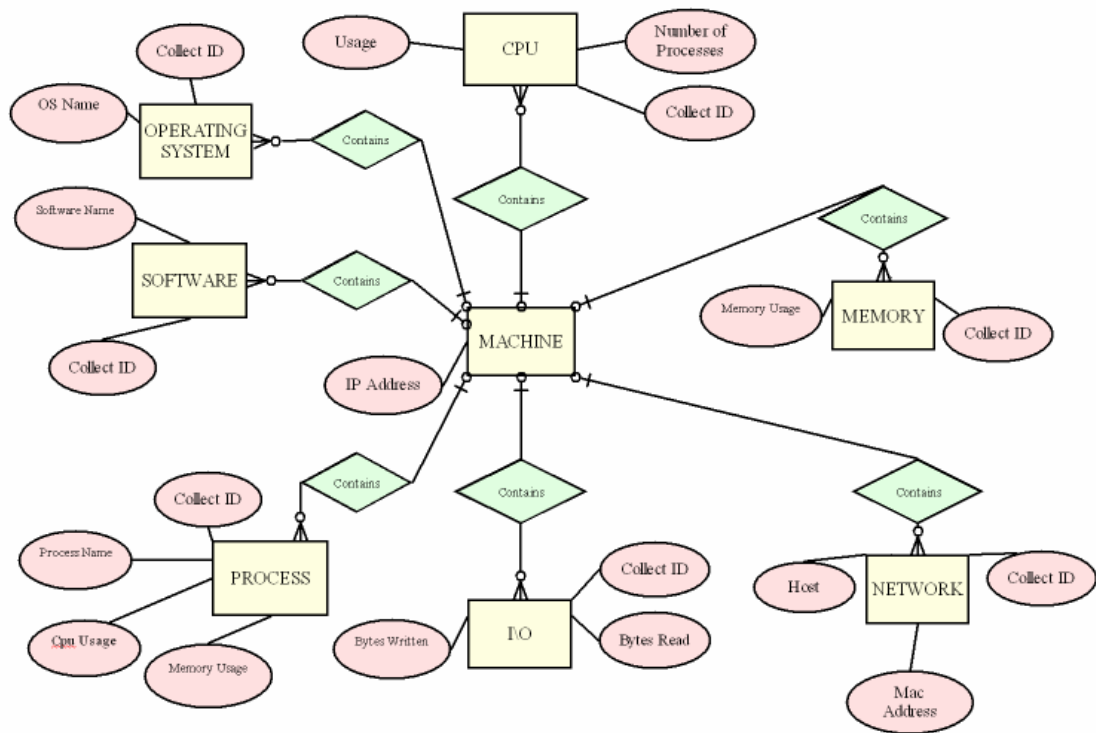 Collect ID
Usage
CPU
Number of
Processes
OS Name
OPERATING
SYSTEM
Contains
Collect ID
Software Name
Contains
Contains
SOFTWARE
Contains
Memory Usage
MEMORY
Collect ID
Collect ID
IP Address
MACHINE
Collect ID
Contains
Contains
Contains
Process Name
PROCESS
Cpu Usage
Memory Usage
Bytes Written
I\O
Collect ID
Bytes Read
Host
NETWORK
Collect ID
Mac
Address